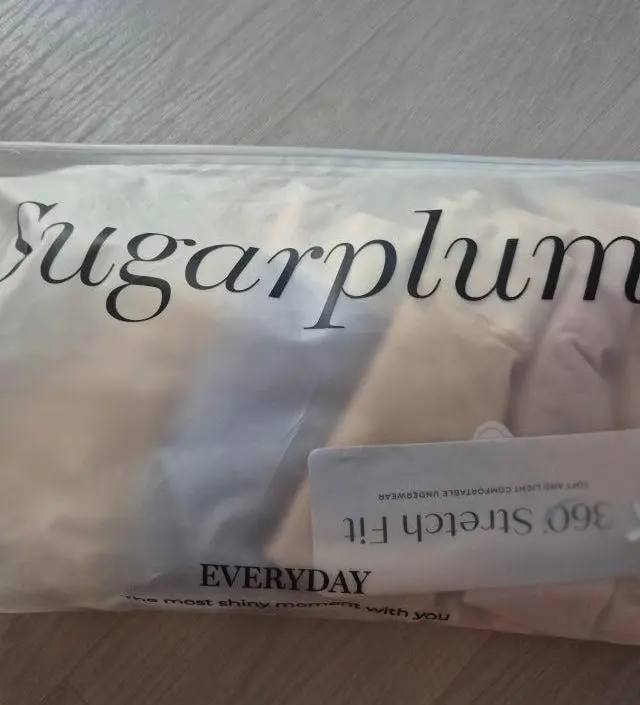 Sugarplum
360° Stretch Fit
SOFT AND LIGHT COMFORTABLE UNDERWEAR
EVERYDAY
The most shiny moment with you